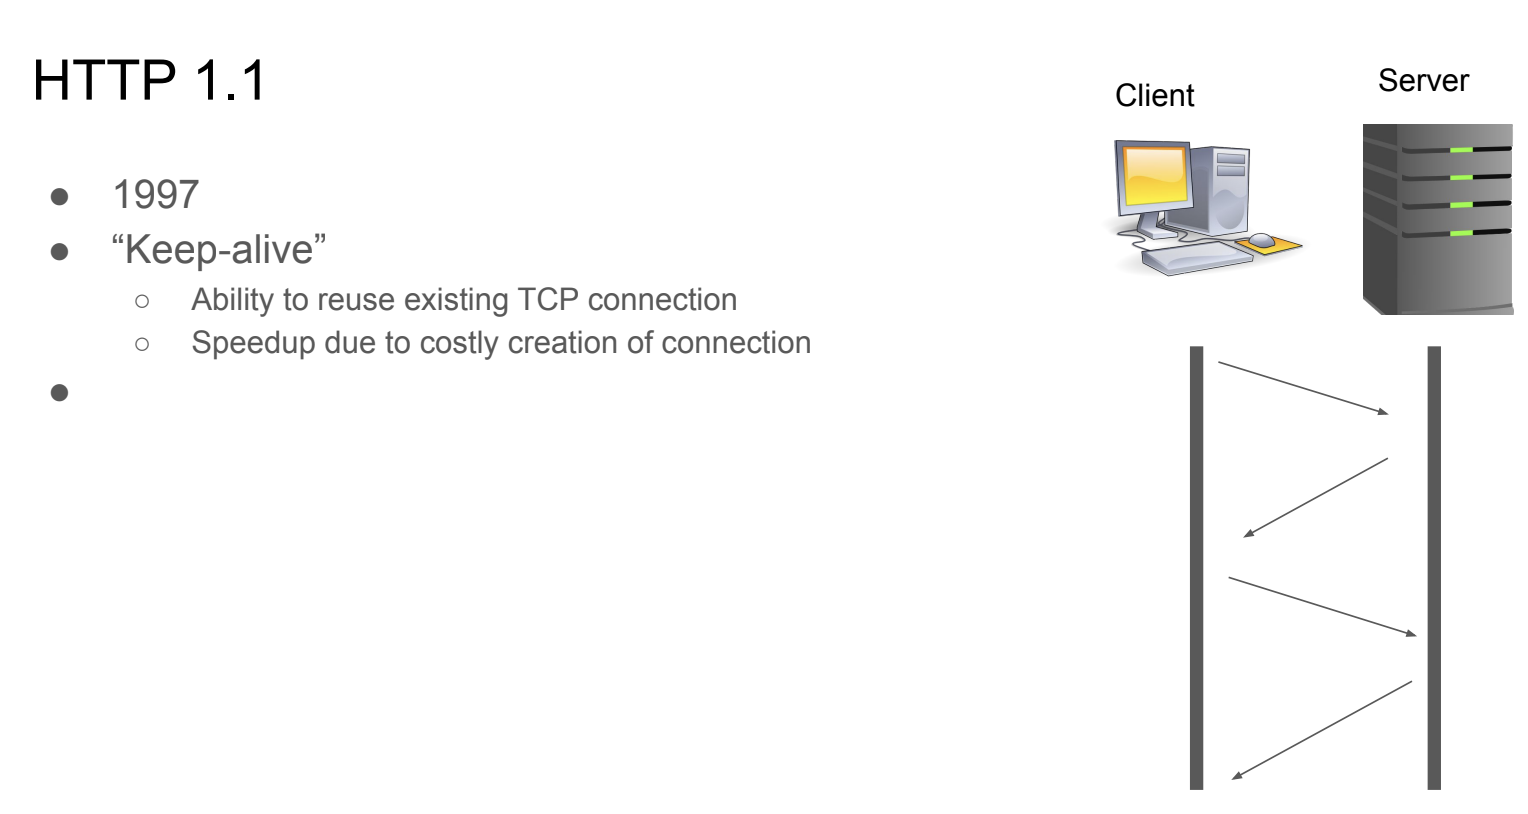 HTTP 1.1
● 1997
● “Keep-alive”
○ Ability to reuse existing TCP connection
○ Speedup due to costly creation of connection
●
Client
Server